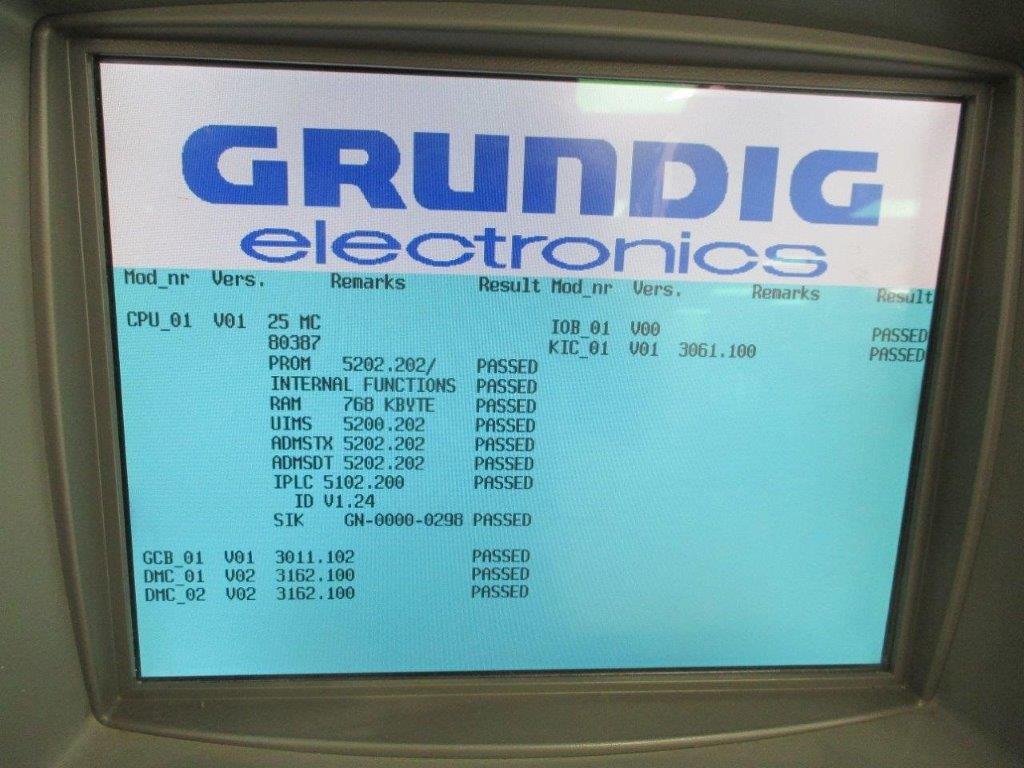 GRUNDIG
electronics
Mod_nr Vers. Remarks Result Mod_nr Vers. Remarks Result
CPU_01 V01 25 MC
80387
PROM 5202.202/ PASSED
INTERNAL FUNCTIONS PASSED
RAM 768 KBYTE PASSED
UIMS 5200.202 PASSED
ADMSTX 5202.202 PASSED
ADMSDT 5202.202 PASSED
IPLC 5102.200 PASSED
ID V1.24
SIK GN-0000-0298 PASSED
GCB_01 V01 3011.102 PASSED
DMC_01 V02 3162.100 PASSED
DMC_02 V02 3162.100 PASSED
IOB_01 V00 PASSED
KIC_01 V01 3061.100 PASSED